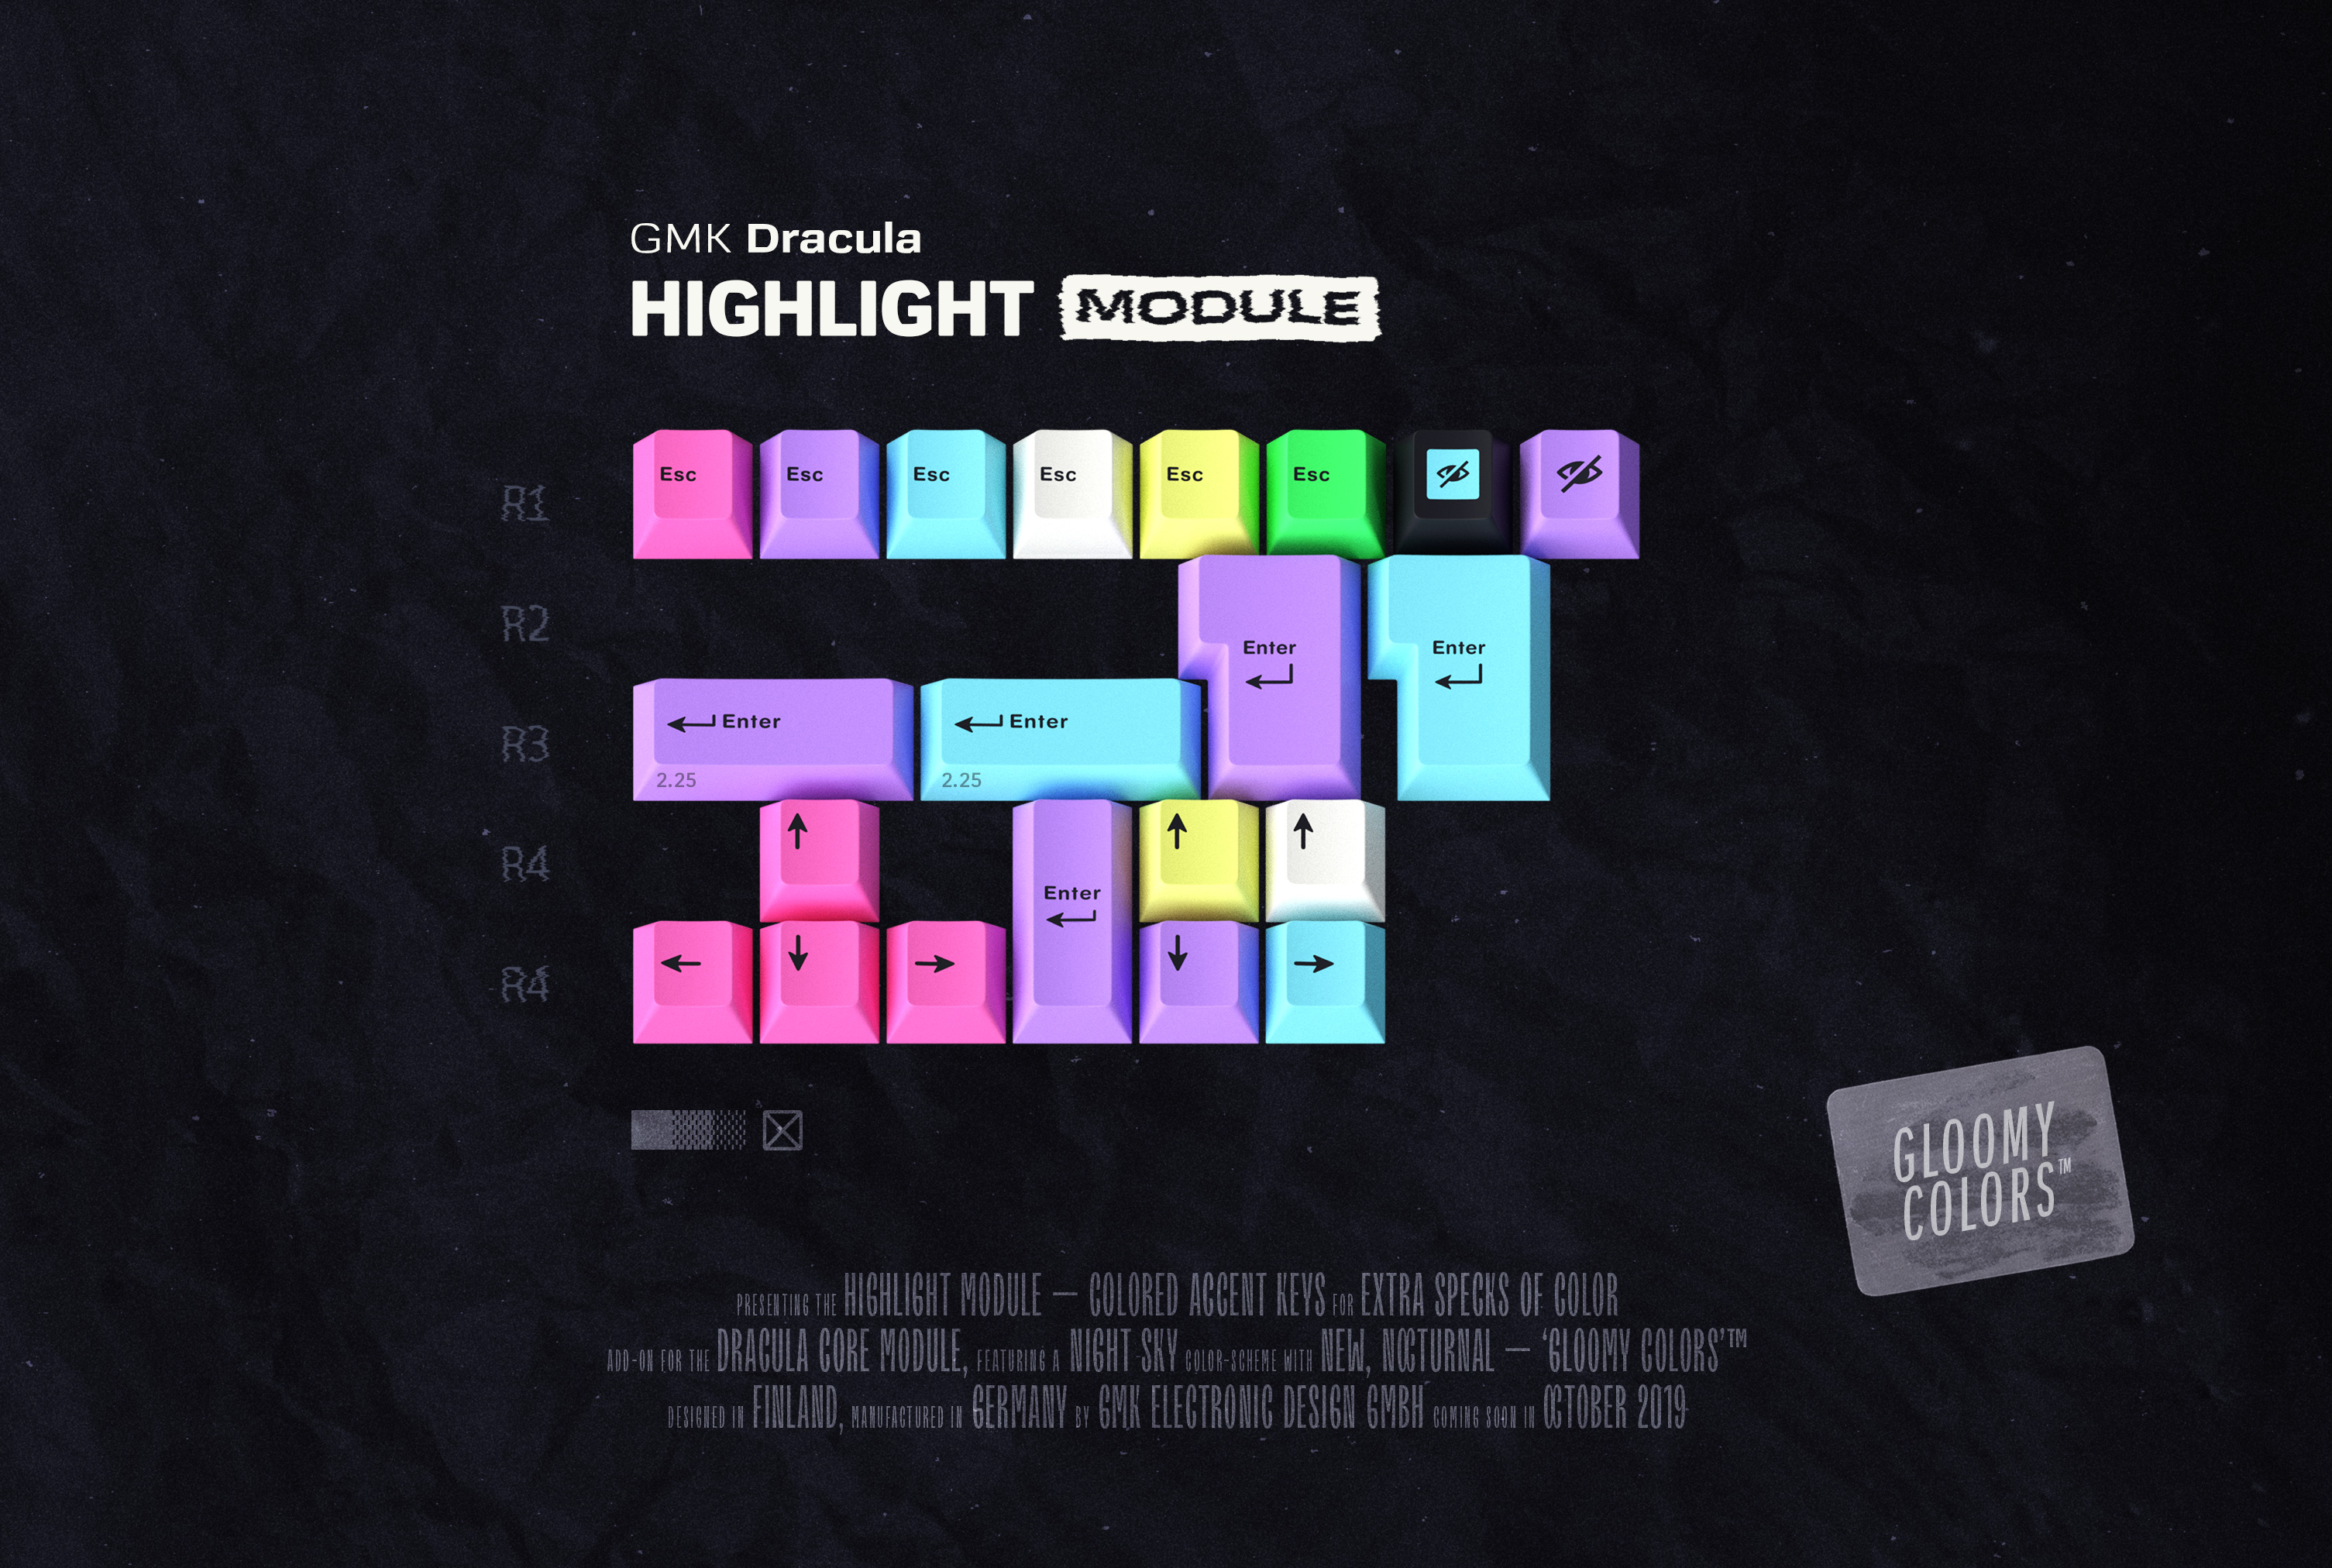 GMK Dracula
HIGHLIGHT MODULE
R1
Esc Esc Esc Esc Esc Esc
R2
Enter Enter
R3
Enter Enter
2.25 2.25
R4
Enter
R4
GLOOMY
COLORS™
PRESENTING THE HIGHLIGHT MODULE — COLORED ACCENT KEYS FOR EXTRA SPECKS OF COLOR
ADD-ON FOR THE DRACULA CORE MODULE, FEATURING A NIGHT SKY COLOR-SCHEME WITH NEW, NOCTURNAL — ‘GLOOMY COLORS’™
DESIGNED IN FINLAND, MANUFACTURED IN GERMANY BY GMK ELECTRONIC DESIGN GMBH COMING SOON IN OCTOBER 2019